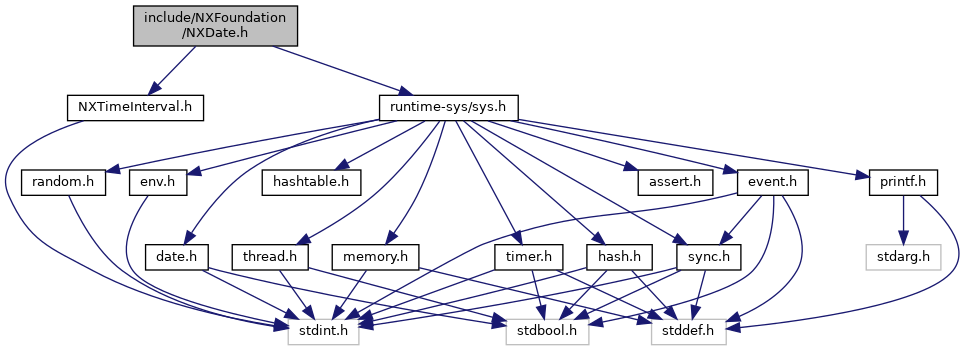 include/NXFoundation
/NXDate.h
NXTimeInterval.h
runtime-sys/sys.h
random.h
env.h
hashtable.h
assert.h
event.h
printf.h
date.h
thread.h
memory.h
timer.h
hash.h
sync.h
stdarg.h
stdint.h
stdbool.h
stddef.h